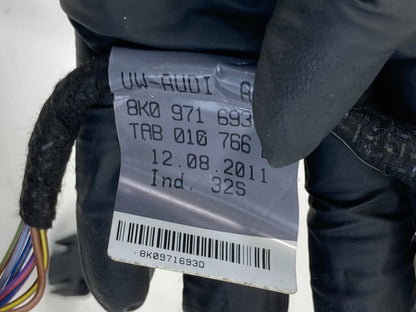 VW-AUDI A
8K0 971 693
TAB 010 766
12.08.2011
Ind. 32S
8K0971693D